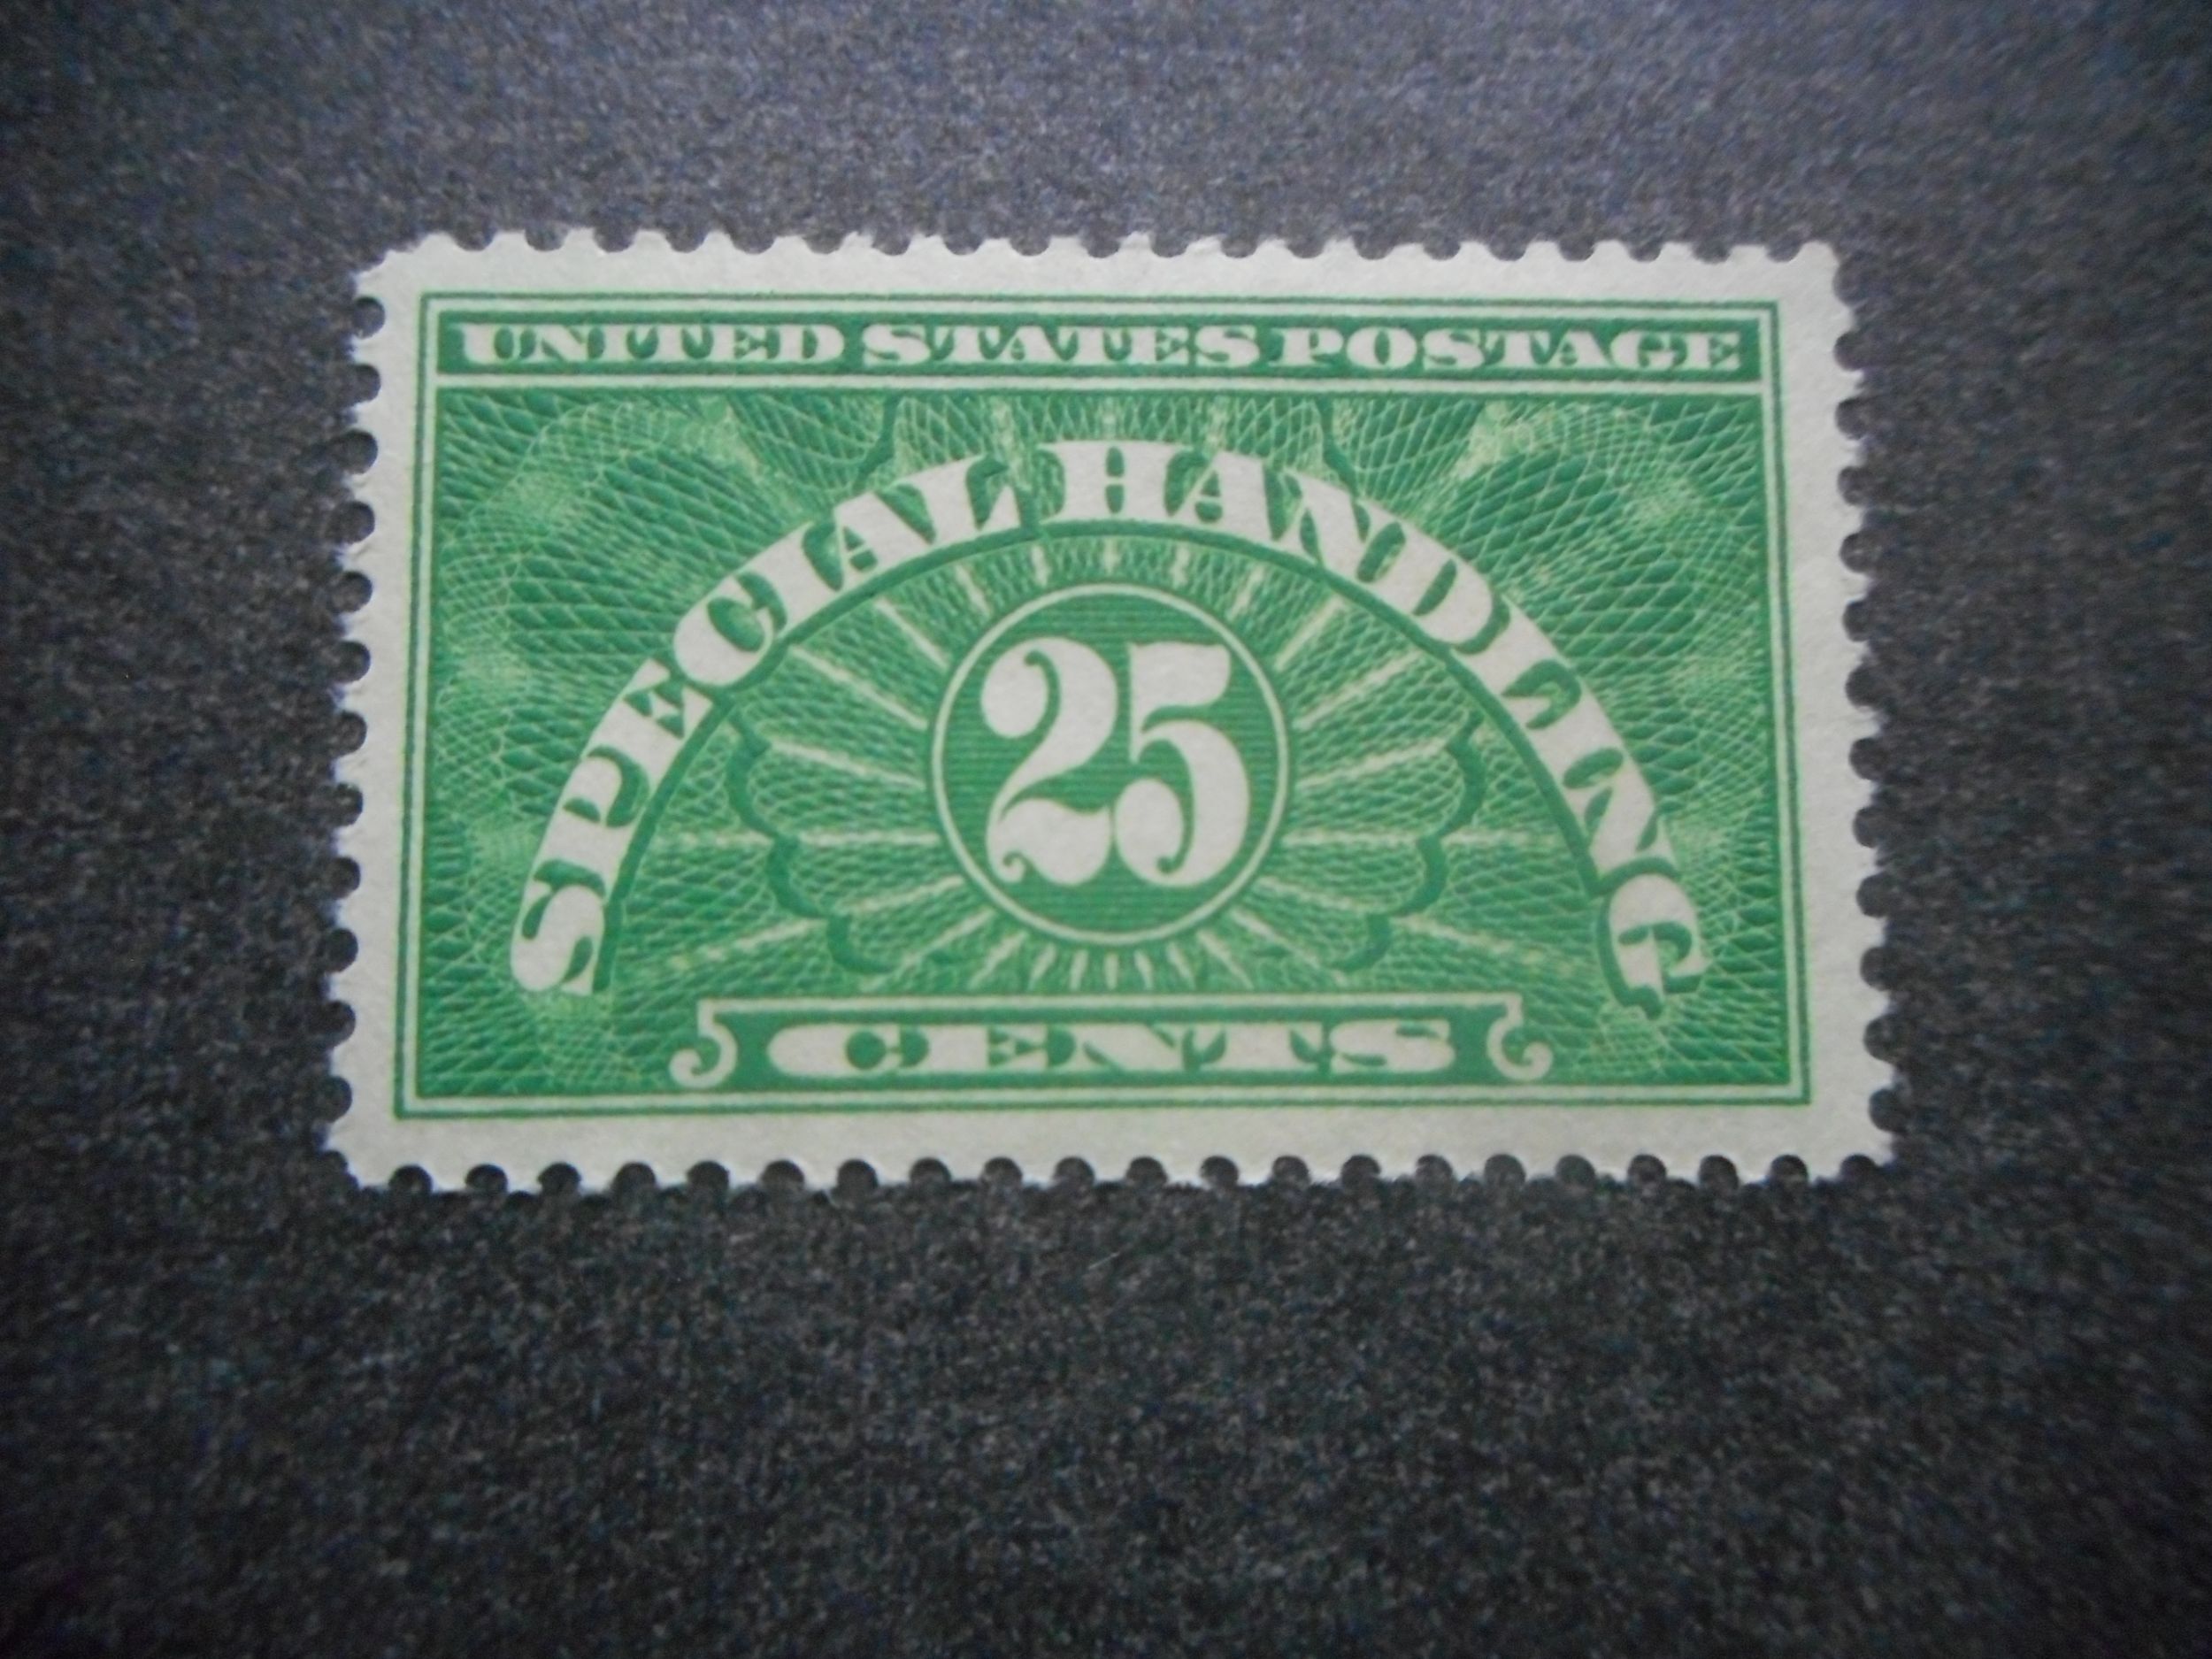 UNITED STATES POSTAGE
SPECIAL HANDLING
25
CENTS